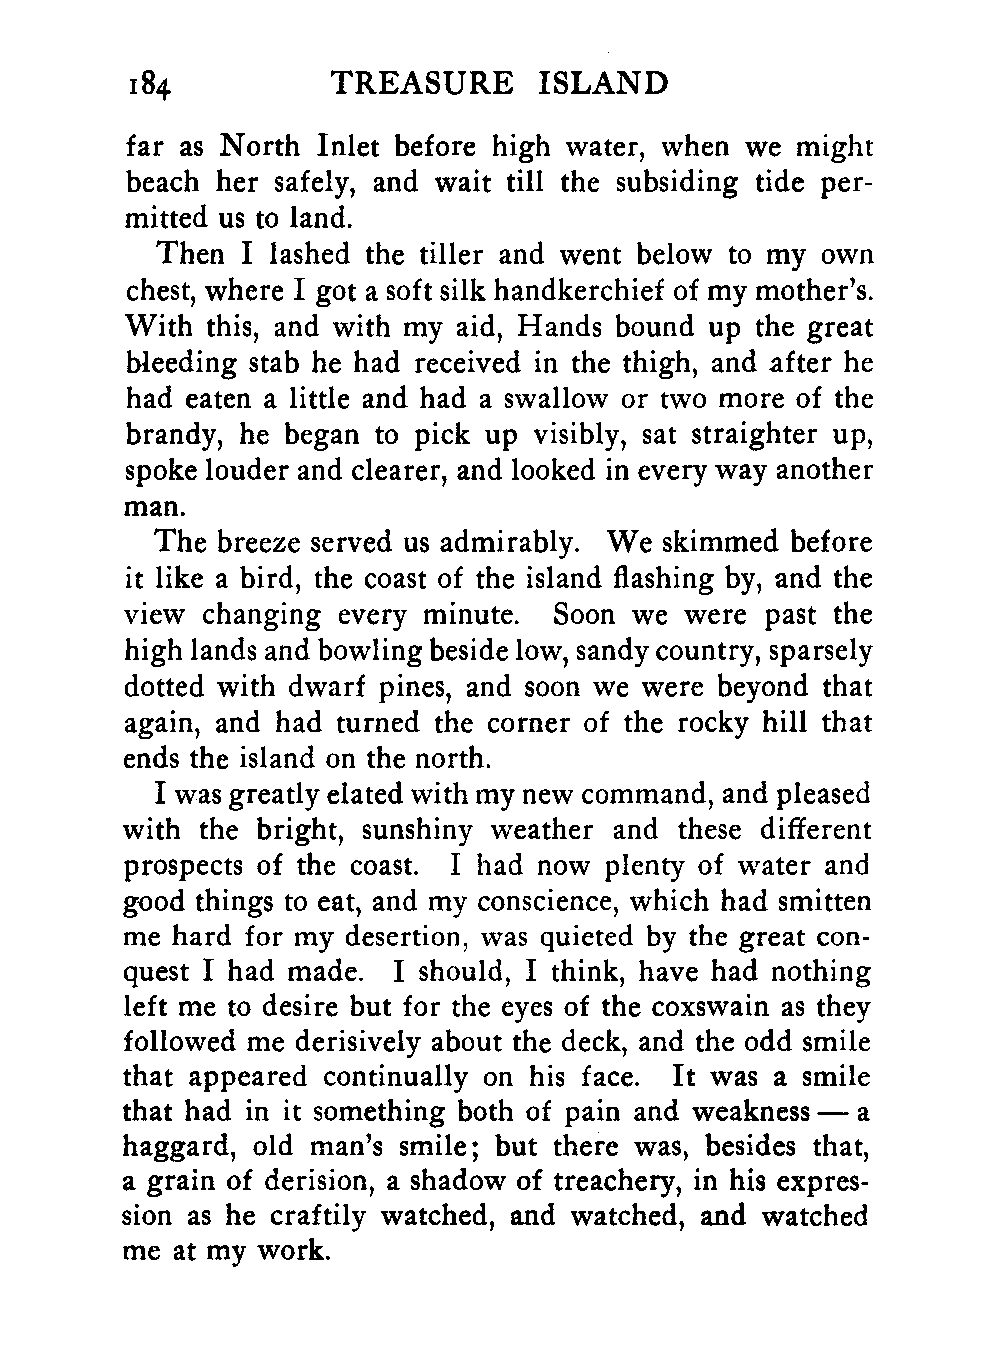 184 TREASURE ISLAND
far as North Inlet before high water, when we might
beach her safely, and wait till the subsiding tide per-
mitted us to land.
Then I lashed the tiller and went below to my own
chest, where I got a soft silk handkerchief of my mother's.
With this, and with my aid, Hands bound up the great
bleeding stab he had received in the thigh, and after he
had eaten a little and had a swallow or two more of the
brandy, he began to pick up visibly, sat straighter up,
spoke louder and clearer, and looked in every way another
man.
The breeze served us admirably. We skimmed before
it like a bird, the coast of the island flashing by, and the
view changing every minute. Soon we were past the
high lands and bowling beside low, sandy country, sparsely
dotted with dwarf pines, and soon we were beyond that
again, and had turned the corner of the rocky hill that
ends the island on the north.
I was greatly elated with my new command, and pleased
with the bright, sunshiny weather and these different
prospects of the coast. I had now plenty of water and
good things to eat, and my conscience, which had smitten
me hard for my desertion, was quieted by the great con-
quest I had made. I should, I think, have had nothing
left me to desire but for the eyes of the coxswain as they
followed me derisively about the deck, and the odd smile
that appeared continually on his face. It was a smile
that had in it something both of pain and weakness — a
haggard, old man's smile; but there was, besides that,
a grain of derision, a shadow of treachery, in his expres-
sion as he craftily watched, and watched, and watched
me at my work.